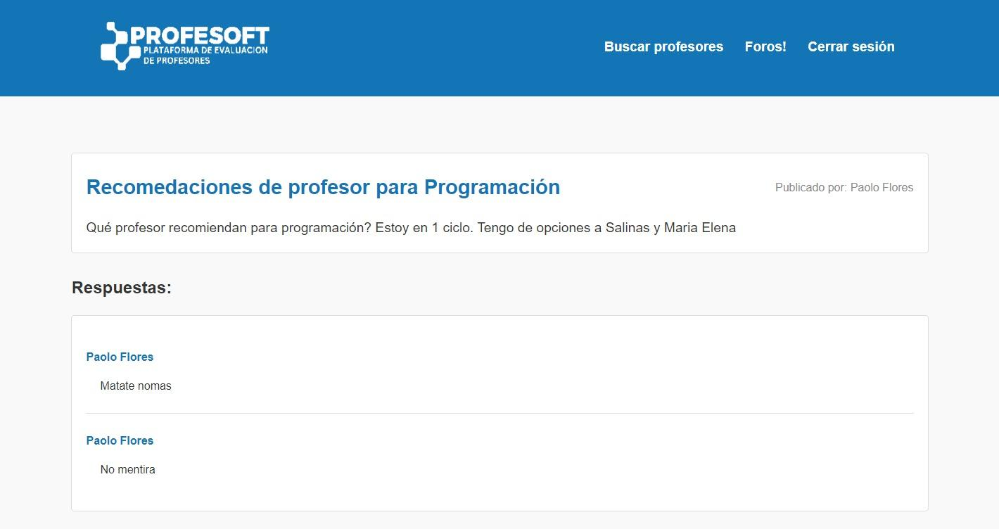 PROFESOFT
PLATAFORMA DE EVALUACION
DE PROFESORES
Buscar profesores Foros! Cerrar sesión
Recomedaciones de profesor para Programación
Publicado por: Paolo Flores
Qué profesor recomiendan para programación? Estoy en 1 ciclo. Tengo de opciones a Salinas y Maria Elena
Respuestas:
Paolo Flores
Matate nomas
Paolo Flores
No mentira